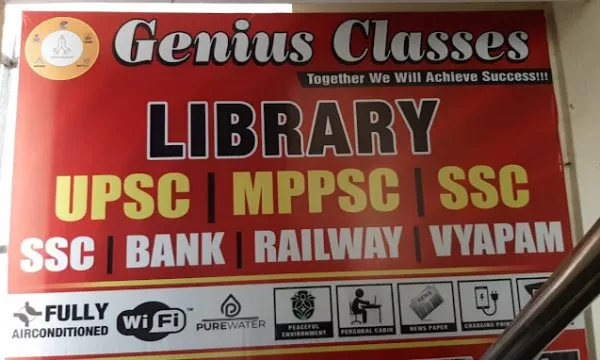 Genius Classes
Together We Will Achieve Success!!!
LIBRARY
UPSC | MPPSC | SSC
SSC | BANK | RAILWAY | VYAPAM
FULLY
AIRCONDITIONED
WiFi
PUREWATER
PEACEFUL
ENVIRONMENT
PERSONAL CABIN
NEWS
NEWS PAPER